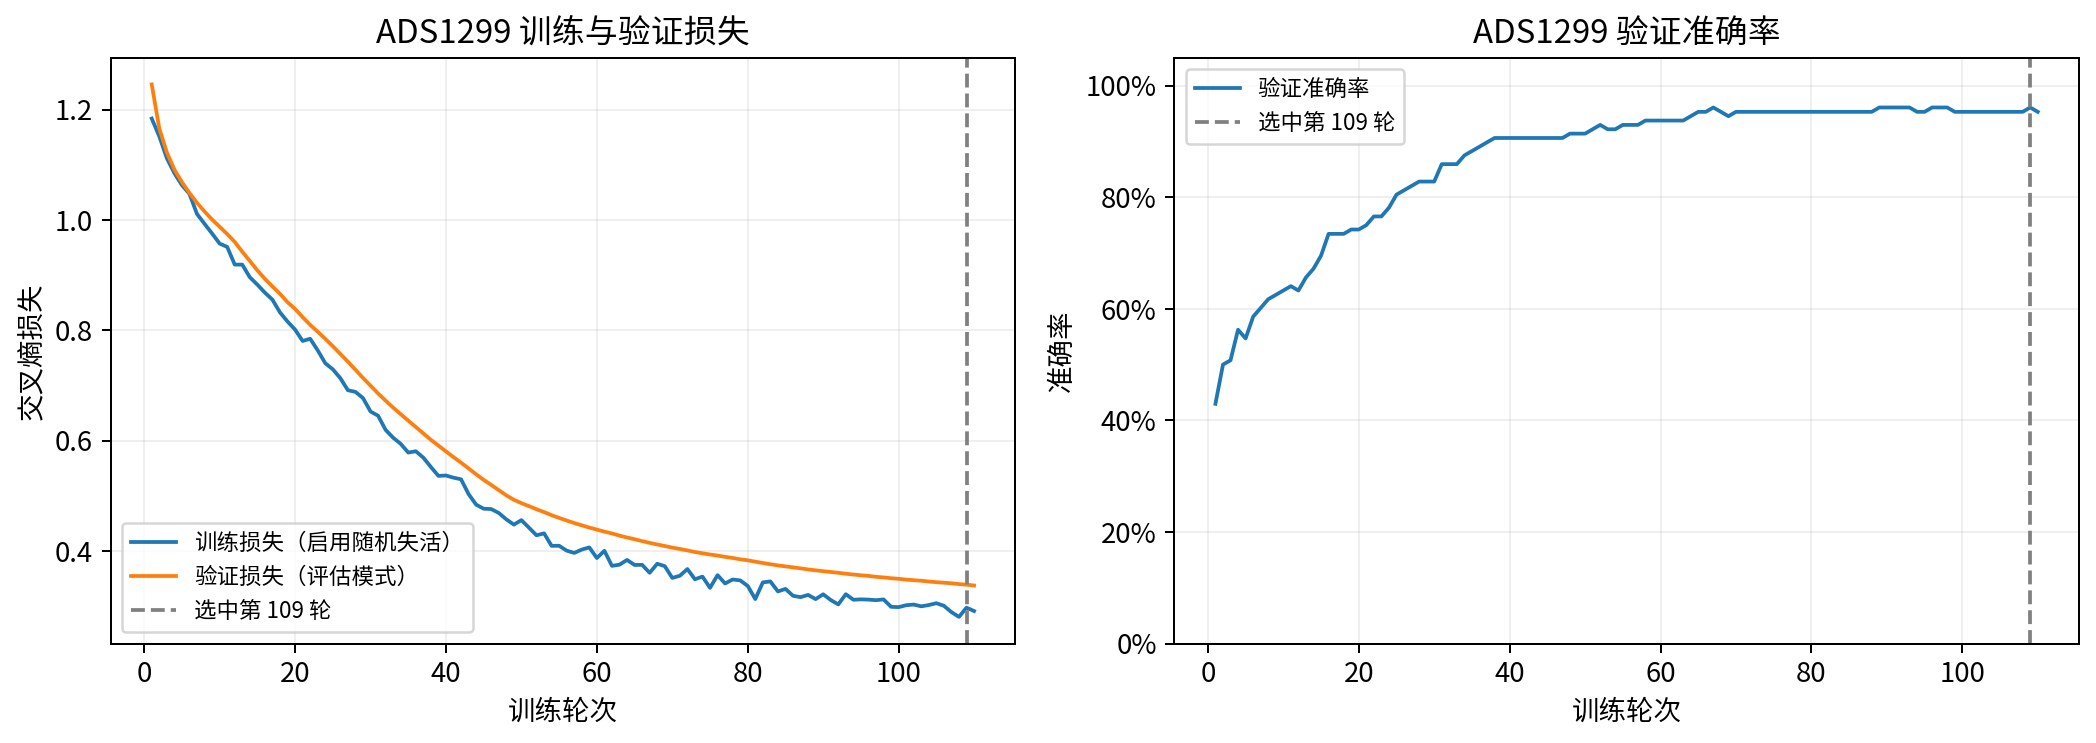 ADS1299 训练与验证损失
交叉熵损失
1.2
1.0
0.8
0.6
0.4
训练损失（启用随机失活）
验证损失（评估模式）
选中第 109 轮
0
20
40
60
80
100
训练轮次
ADS1299 验证准确率
准确率
100%
80%
60%
40%
20%
0%
验证准确率
选中第 109 轮
0
20
40
60
80
100
训练轮次